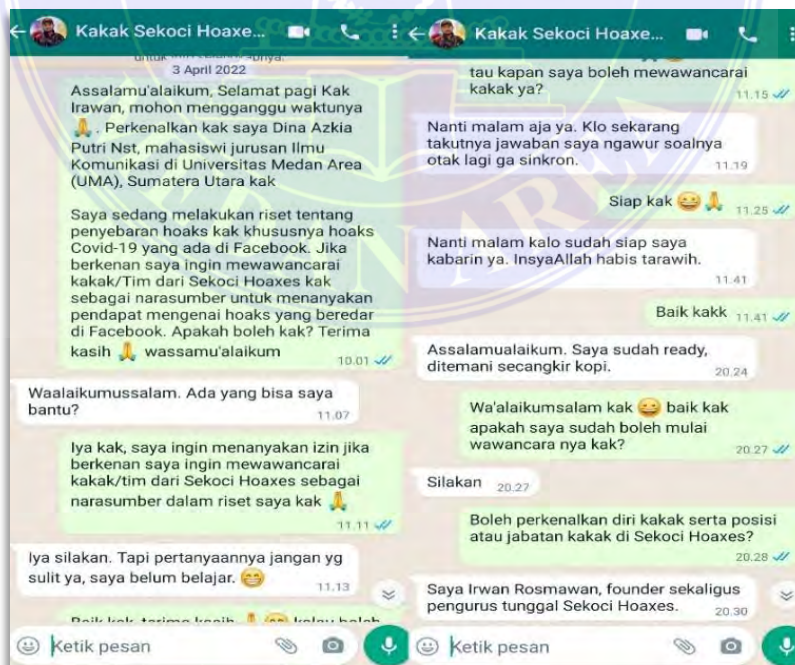 Kakak Sekoci Hoaxe...
3 April 2022
Assalamu'alaikum, Selamat pagi Kak
Irawan, mohon mengganggu waktunya
🙏. Perkenalkan kak saya Dina Azkia
Putri Nst, mahasiswi jurusan Ilmu
Komunikasi di Universitas Medan Area
(UMA), Sumatera Utara kak
Saya sedang melakukan riset tentang
penyebaran hoaks kak khususnya hoaks
Covid-19 yang ada di Facebook. Jika
berkenan saya ingin mewawancarai
kakak/Tim dari Sekoci Hoaxes kak
sebagai narasumber untuk menanyakan
pendapat mengenai hoaks yang beredar
di Facebook. Apakah boleh kak? Terima
kasih 🙏 wassamu'alaikum
10.01
Waalaikumussalam. Ada yang bisa saya
bantu?
11.07
Iya kak, saya ingin menanyakan izin jika
berkenan saya ingin mewawancarai
kakak/tim dari Sekoci Hoaxes sebagai
narasumber dalam riset saya kak 🙏
11.11
Iya silakan. Tapi pertanyaannya jangan yg
sulit ya, saya belum belajar. 😁
11.13
Baik kak, terima kasih 🙏 😁 kalau boleh
Ketik pesan
Kakak Sekoci Hoaxe...
tau kapan saya boleh mewawancarai
kakak ya?
11.15
Nanti malam aja ya. Klo sekarang
takutnya jawaban saya ngawur soalnya
otak lagi ga sinkron.
11.19
Siap kak 😀🙏
11.25
Nanti malam kalo sudah siap saya
kabarin ya. InsyaAllah habis tarawih.
11.41
Baik kakk
11.41
Assalamualaikum. Saya sudah ready,
ditemani secangkir kopi.
20.24
Wa'alaikumsalam kak 😀 baik kak
apakah saya sudah boleh mulai
wawancara nya kak?
20.27
Silakan
20.27
Boleh perkenalkan diri kakak serta posisi
atau jabatan kakak di Sekoci Hoaxes?
20.28
Saya Irwan Rosmawan, founder sekaligus
pengurus tunggal Sekoci Hoaxes.
20.30
Ketik pesan